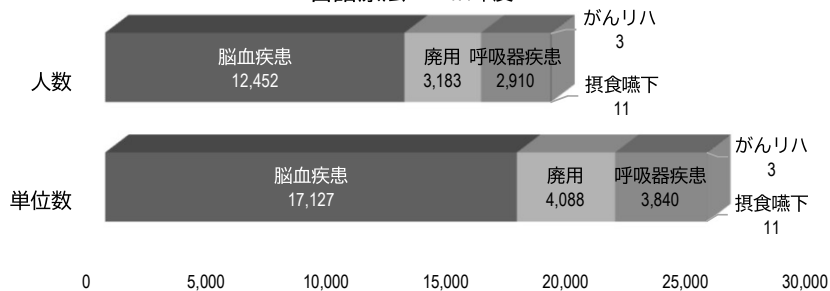 がんリハ
3
脳血疾患
12,452
廃用
3,183
呼吸器疾患
2,910
人数
摂食嚥下
11
がんリハ
3
脳血疾患
17,127
廃用
4,088
呼吸器疾患
3,840
単位数
摂食嚥下
11
0 5,000 10,000 15,000 20,000 25,000 30,000